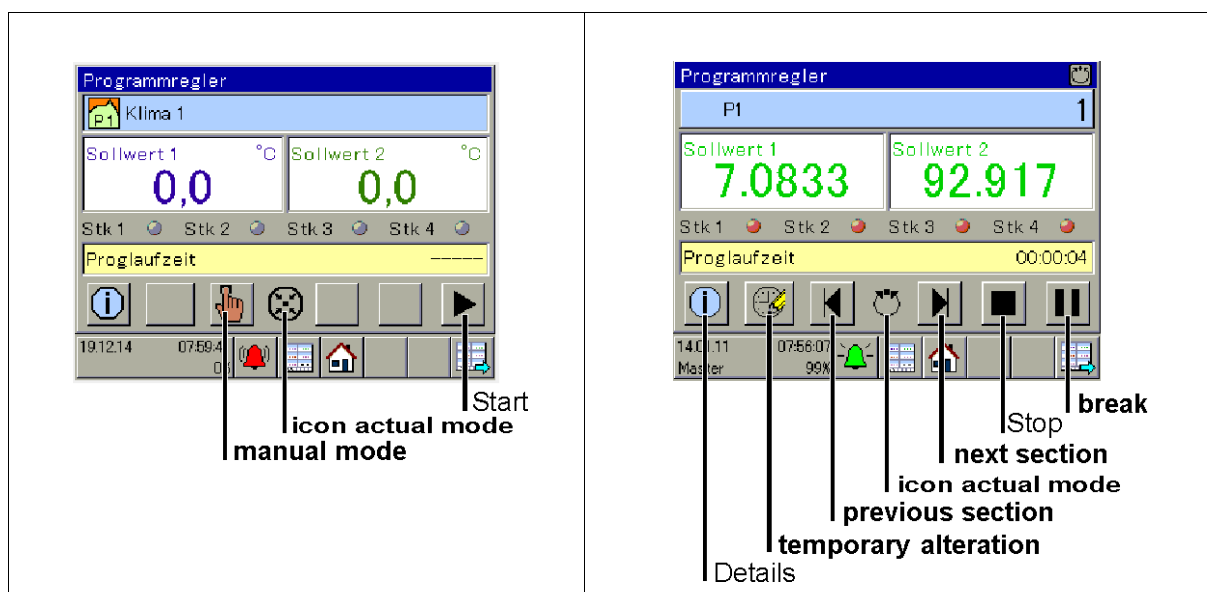 Programmregler
P1 Klima 1
Sollwert 1 °C Sollwert 2 °C
0,0 0,0
Stk 1 Stk 2 Stk 3 Stk 4
Proglaufzeit -----
19.12.14 07:59:4
Start
icon actual mode
manual mode
Programmregler
P1 1
Sollwert 1 Sollwert 2
7.0833 92.917
Stk 1 Stk 2 Stk 3 Stk 4
Proglaufzeit 00:00:04
07:56:07
Master 99%
break
Stop
next section
icon actual mode
previous section
temporary alteration
Details